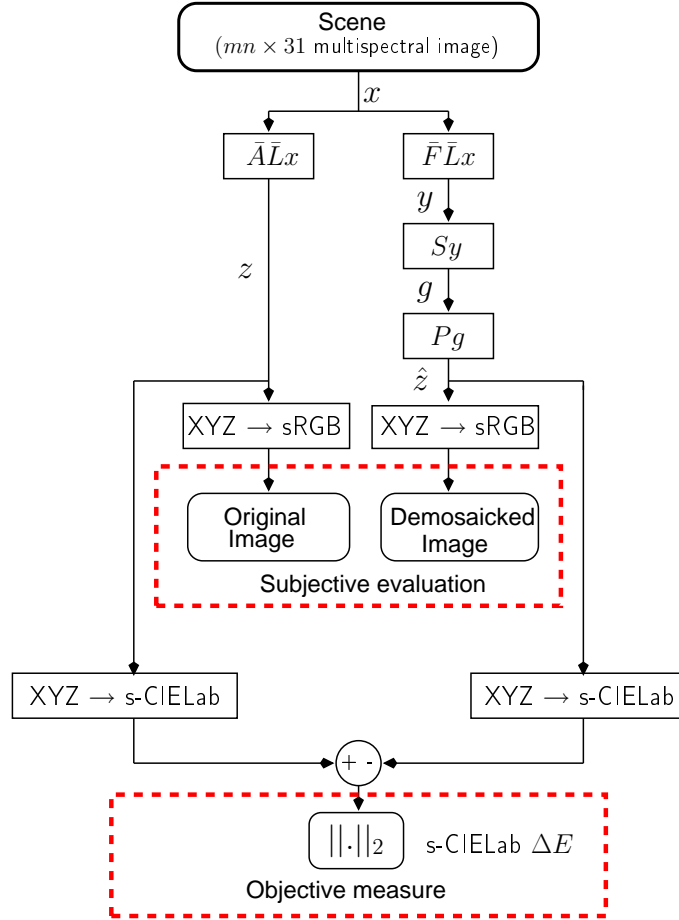 Scene
(mn × 31 multispectral image)
x
ĀL̄x
F̄L̄x
y
Sy
z
g
Pg
ẑ
XYZ → sRGB
XYZ → sRGB
Original
Image
Demosaicked
Image
Subjective evaluation
XYZ → s-CIELab
XYZ → s-CIELab
+ -
||.||₂
s-CIELab ΔE
Objective measure